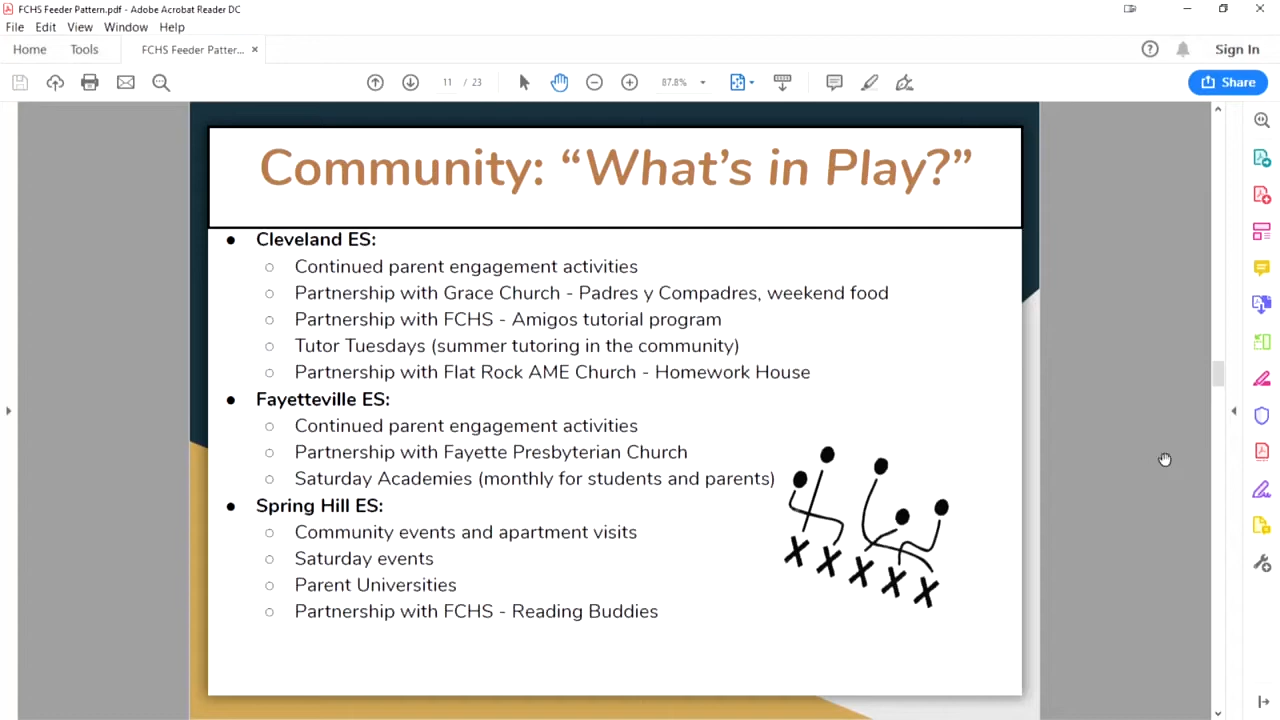 FCHS Feeder Pattern.pdf - Adobe Acrobat Reader DC
File Edit View Window Help
Home Tools FCHS Feeder Patter... × Sign In
11 / 23 87.8% Share
Community: “What’s in Play?”
● Cleveland ES:
○ Continued parent engagement activities
○ Partnership with Grace Church - Padres y Compadres, weekend food
○ Partnership with FCHS - Amigos tutorial program
○ Tutor Tuesdays (summer tutoring in the community)
○ Partnership with Flat Rock AME Church - Homework House
● Fayetteville ES:
○ Continued parent engagement activities
○ Partnership with Fayette Presbyterian Church
○ Saturday Academies (monthly for students and parents)
● Spring Hill ES:
○ Community events and apartment visits
○ Saturday events
○ Parent Universities
○ Partnership with FCHS - Reading Buddies
X X X X X